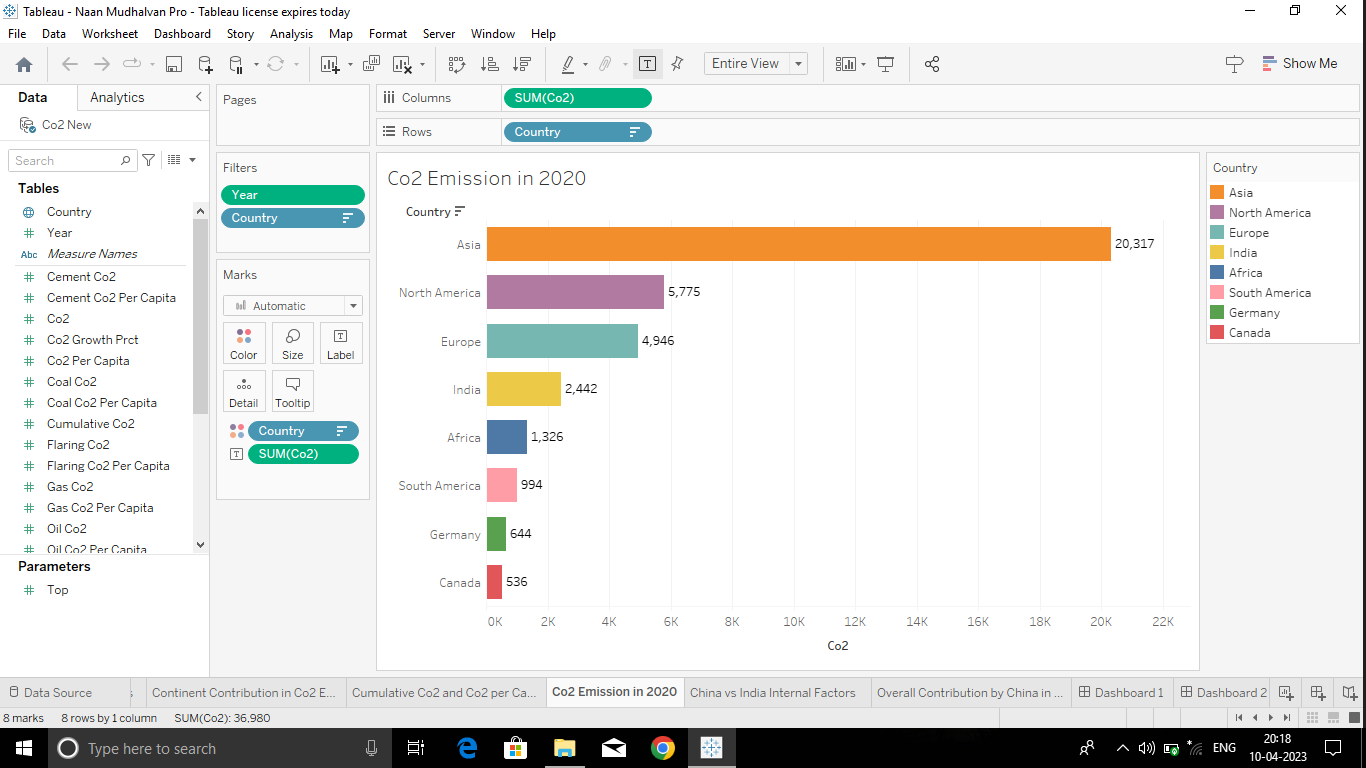 Tableau - Naan Mudhalvan Pro - Tableau license expires today
File Data Worksheet Dashboard Story Analysis Map Format Server Window Help
Entire View
Show Me
Data Analytics
Co2 New
Search
Tables
Country
Year
Abc Measure Names
Cement Co2
Cement Co2 Per Capita
Co2
Co2 Growth Prct
Co2 Per Capita
Coal Co2
Coal Co2 Per Capita
Cumulative Co2
Flaring Co2
Flaring Co2 Per Capita
Gas Co2
Gas Co2 Per Capita
Oil Co2
Oil Co2 Per Capita
Parameters
Top
Pages
Filters
Year
Country
Marks
Automatic
Color Size Label
Detail Tooltip
Country
SUM(Co2)
Columns SUM(Co2)
Rows Country
Co2 Emission in 2020
Country
Asia 20,317
North America 5,775
Europe 4,946
India 2,442
Africa 1,326
South America 994
Germany 644
Canada 536
0K 2K 4K 6K 8K 10K 12K 14K 16K 18K 20K 22K
Co2
Country
Asia
North America
Europe
India
Africa
South America
Germany
Canada
Data Source Continent Contribution in Co2 E... Cumulative Co2 and Co2 per Ca... Co2 Emission in 2020 China vs India Internal Factors Overall Contribution by China in ... Dashboard 1 Dashboard 2
8 marks 8 rows by 1 column SUM(Co2): 36,980
Type here to search
ENG
20:18
10-04-2023